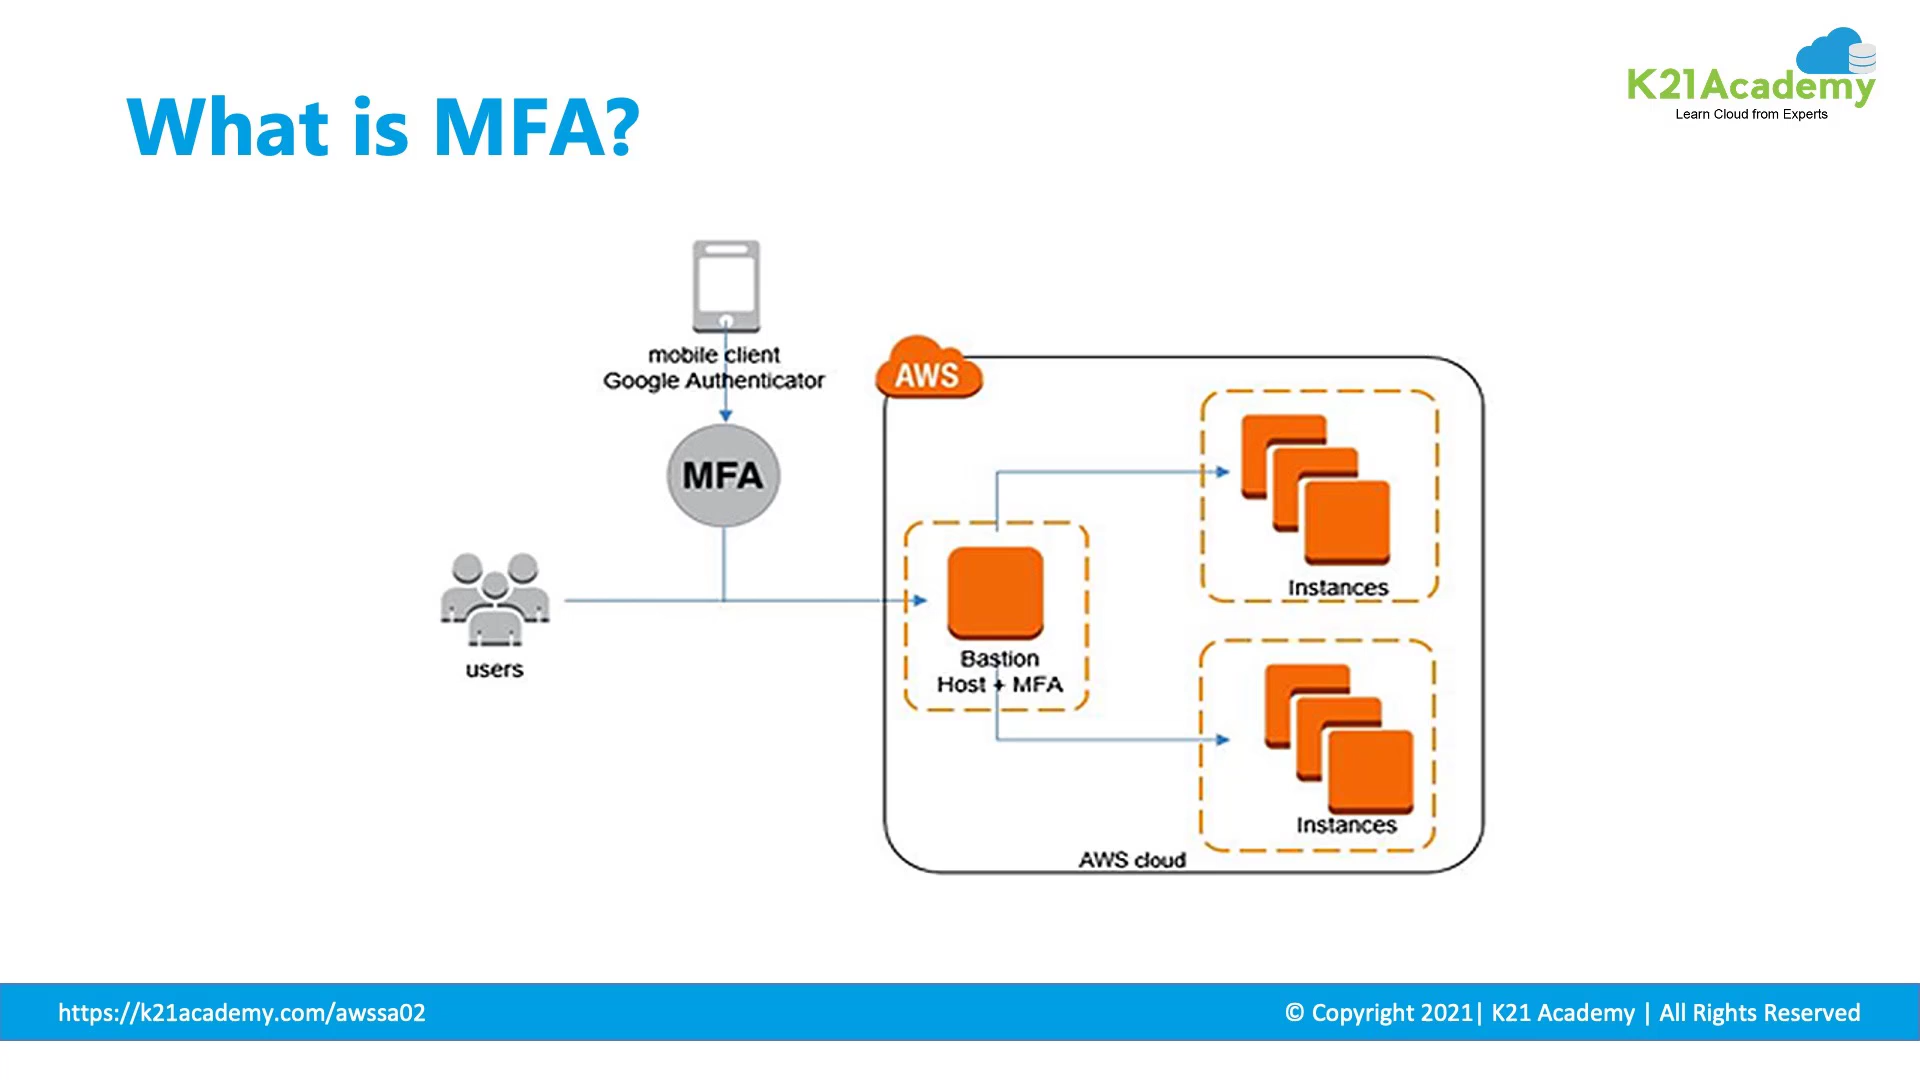 K21Academy
Learn Cloud from Experts
What is MFA?
mobile client
Google Authenticator
MFA
users
AWS
Bastion
Host + MFA
Instances
Instances
AWS cloud
https://k21academy.com/awssa02
© Copyright 2021| K21 Academy | All Rights Reserved